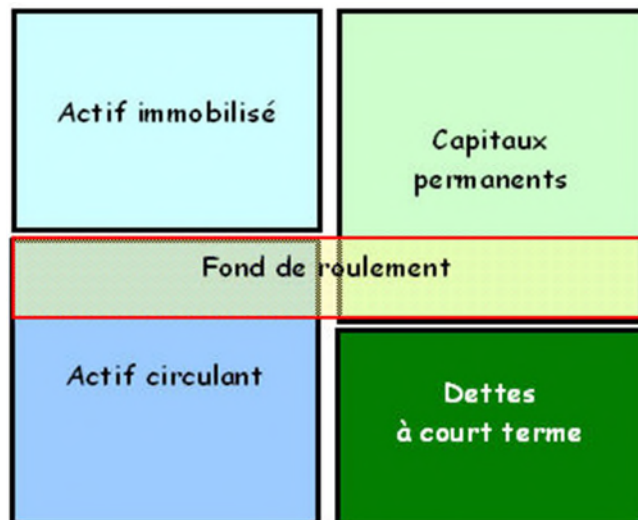 Actif immobilisé
Capitaux
permanents
Fond de roulement
Actif circulant
Dettes
à court terme